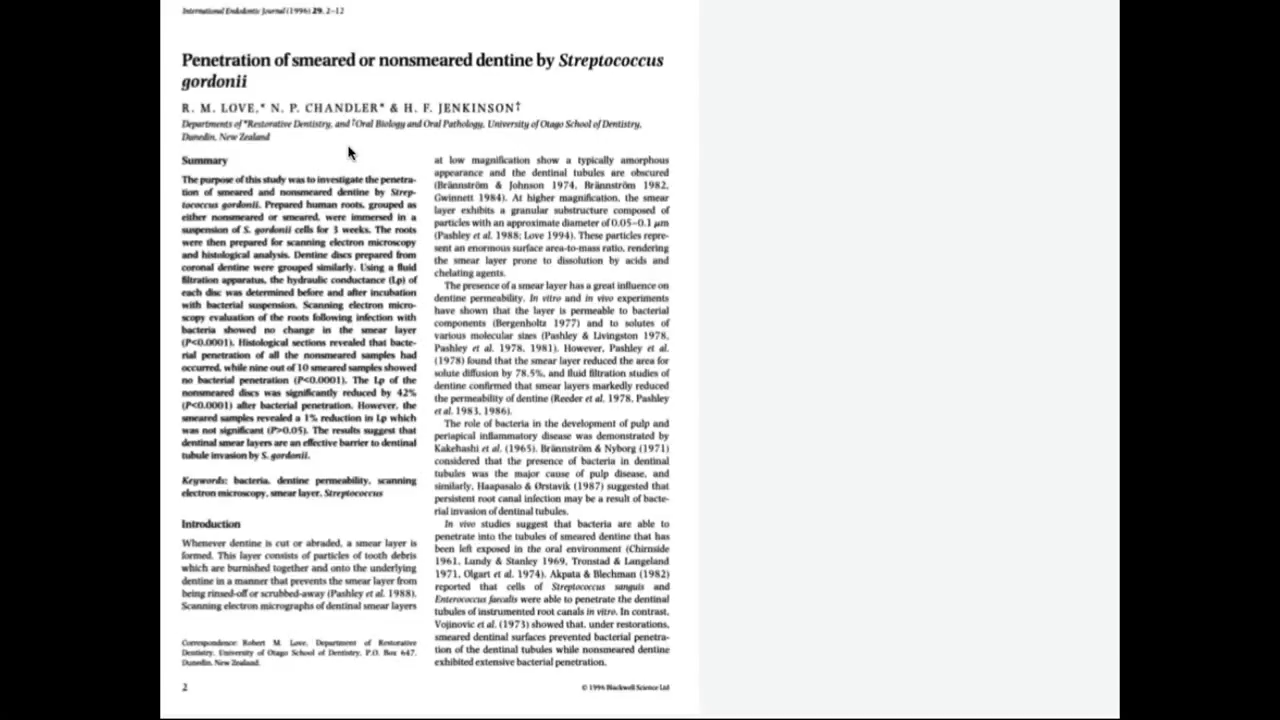 International Endodontic Journal (1996) 29, 2–12
Penetration of smeared or nonsmeared dentine by Streptococcus
gordonii
R. M. LOVE,* N. P. CHANDLER* & H. F. JENKINSON†
Departments of *Restorative Dentistry, and †Oral Biology and Oral Pathology, University of Otago School of Dentistry,
Dunedin, New Zealand
Summary
The purpose of this study was to investigate the penetra-
tion of smeared and nonsmeared dentine by Strep-
tococcus gordonii. Prepared human roots, grouped as
either nonsmeared or smeared, were immersed in a
suspension of S. gordonii cells for 3 weeks. The roots
were then prepared for scanning electron microscopy
and histological analysis. Dentine discs prepared from
coronal dentine were grouped similarly. Using a fluid
filtration apparatus, the hydraulic conductance (Lp) of
each disc was determined before and after incubation
with bacterial suspension. Scanning electron micro-
scopy evaluation of the roots following infection with
bacteria showed no change in the smear layer
(P<0.0001). Histological sections revealed that bacte-
rial penetration of all the nonsmeared samples had
occurred, while nine out of 10 smeared samples showed
no bacterial penetration (P<0.0001). The Lp of the
nonsmeared discs was significantly reduced by 42%
(P<0.0001) after bacterial penetration. However, the
smeared samples revealed a 1% reduction in Lp which
was not significant (P>0.05). The results suggest that
dentinal smear layers are an effective barrier to dentinal
tubule invasion by S. gordonii.
Keywords: bacteria, dentine permeability, scanning
electron microscopy, smear layer, Streptococcus
Introduction
Whenever dentine is cut or abraded, a smear layer is
formed. This layer consists of particles of tooth debris
which are burnished together and onto the underlying
dentine in a manner that prevents the smear layer from
being rinsed-off or scrubbed-away (Pashley et al. 1988).
Scanning electron micrographs of dentinal smear layers
Correspondence: Robert M. Love, Department of Restorative
Dentistry, University of Otago School of Dentistry, P.O. Box 647,
Dunedin, New Zealand.
at low magnification show a typically amorphous
appearance and the dentinal tubules are obscured
(Brännström & Johnson 1974, Brännström 1982,
Gwinnett 1984). At higher magnification, the smear
layer exhibits a granular substructure composed of
particles with an approximate diameter of 0.05–0.1 μm
(Pashley et al. 1988; Love 1994). These particles repre-
sent an enormous surface area-to-mass ratio, rendering
the smear layer prone to dissolution by acids and
chelating agents.
The presence of a smear layer has a great influence on
dentine permeability. In vitro and in vivo experiments
have shown that the layer is permeable to bacterial
components (Bergenholtz 1977) and to solutes of
various molecular sizes (Pashley & Livingston 1978,
Pashley et al. 1978, 1981). However, Pashley et al.
(1978) found that the smear layer reduced the area for
solute diffusion by 78.5%, and fluid filtration studies of
dentine confirmed that smear layers markedly reduced
the permeability of dentine (Reeder et al. 1978, Pashley
et al. 1983, 1986).
The role of bacteria in the development of pulp and
periapical inflammatory disease was demonstrated by
Kakehashi et al. (1965). Brännström & Nyborg (1971)
considered that the presence of bacteria in dentinal
tubules was the major cause of pulp disease, and
similarly, Haapasalo & Ørstavik (1987) suggested that
persistent root canal infection may be a result of bacte-
rial invasion of dentinal tubules.
In vivo studies suggest that bacteria are able to
penetrate into the tubules of smeared dentine that has
been left exposed in the oral environment (Chirnside
1961, Lundy & Stanley 1969, Tronstad & Langeland
1971, Olgart et al. 1974). Akpata & Blechman (1982)
reported that cells of Streptococcus sanguis and
Enterococcus faecalis were able to penetrate the dentinal
tubules of instrumented root canals in vitro. In contrast,
Vojinovic et al. (1973) showed that, under restorations,
smeared dentinal surfaces prevented bacterial penetra-
tion of the dentinal tubules while nonsmeared dentine
exhibited extensive bacterial penetration.
2
© 1996 Blackwell Science Ltd